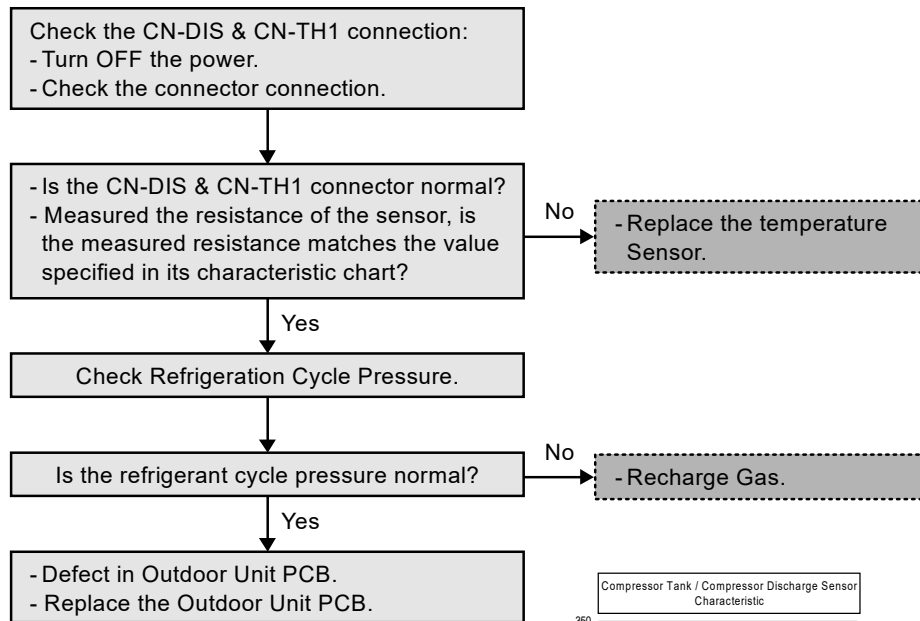 Check the CN-DIS & CN-TH1 connection:
- Turn OFF the power.
- Check the connector connection.
- Is the CN-DIS & CN-TH1 connector normal?
- Measured the resistance of the sensor, is
the measured resistance matches the value
specified in its characteristic chart?
No
- Replace the temperature
Sensor.
Yes
Check Refrigeration Cycle Pressure.
Is the refrigerant cycle pressure normal?
No
- Recharge Gas.
Yes
- Defect in Outdoor Unit PCB.
- Replace the Outdoor Unit PCB.
Compressor Tank / Compressor Discharge Sensor
Characteristic
350